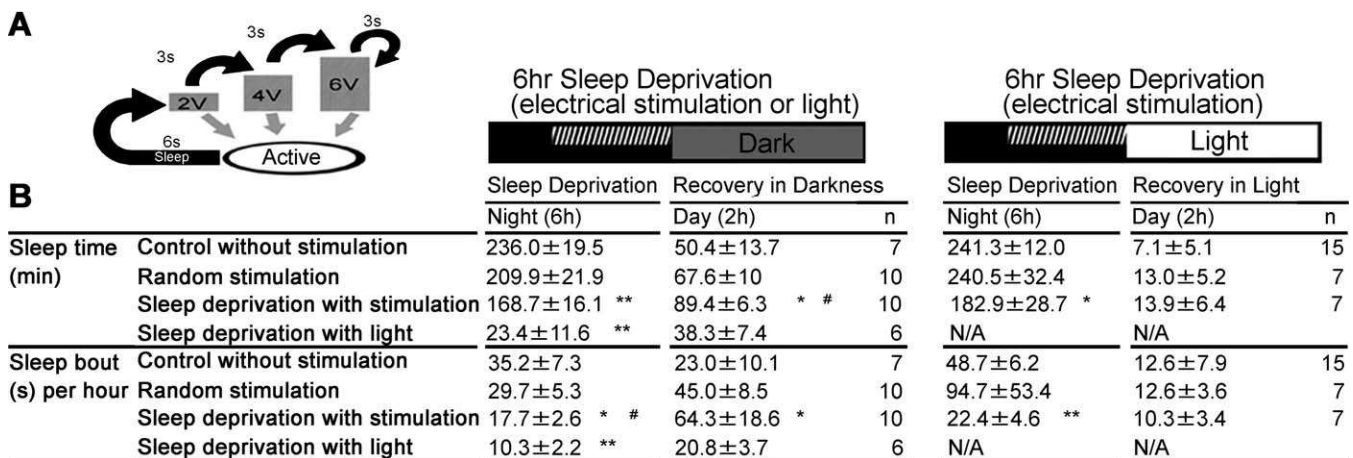 A
3s
3s
3s
2V
4V
6V
6s
Sleep
Active
6hr Sleep Deprivation
(electrical stimulation or light)
Dark
6hr Sleep Deprivation
(electrical stimulation)
Light
B
Sleep Deprivation Recovery in Darkness Sleep Deprivation Recovery in Light
Night (6h) Day (2h) n Night (6h) Day (2h) n
Sleep time Control without stimulation 236.0±19.5 50.4±13.7 7 241.3±12.0 7.1±5.1 15
(min) Random stimulation 209.9±21.9 67.6±10 10 240.5±32.4 13.0±5.2 7
Sleep deprivation with stimulation 168.7±16.1 ** 89.4±6.3 * # 10 182.9±28.7 * 13.9±6.4 7
Sleep deprivation with light 23.4±11.6 ** 38.3±7.4 6 N/A N/A
Sleep bout Control without stimulation 35.2±7.3 23.0±10.1 7 48.7±6.2 12.6±7.9 15
(s) per hour Random stimulation 29.7±5.3 45.0±8.5 10 94.7±53.4 12.6±3.6 7
Sleep deprivation with stimulation 17.7±2.6 * # 64.3±18.6 * 10 22.4±4.6 ** 10.3±3.4 7
Sleep deprivation with light 10.3±2.2 ** 20.8±3.7 6 N/A N/A